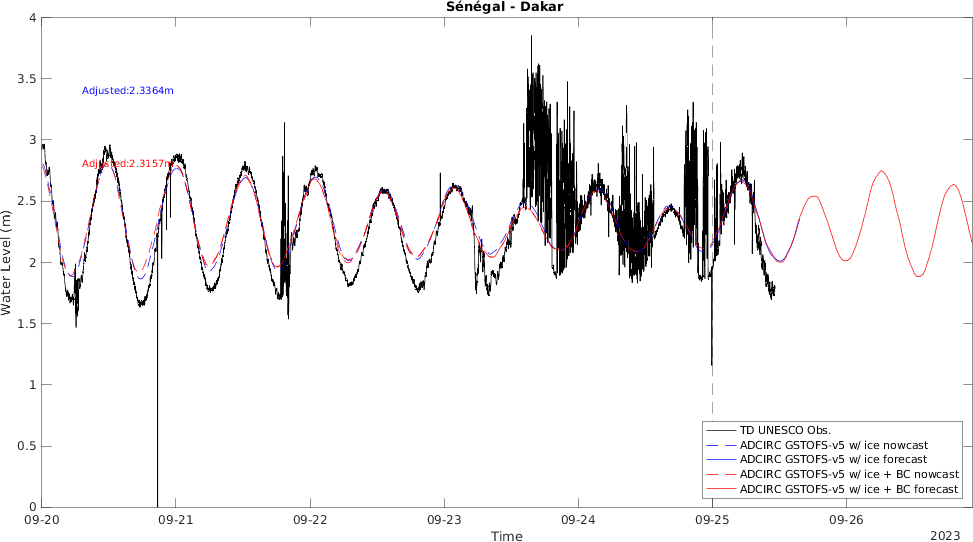 Sénégal - Dakar
4
3.5
3
2.5
2
1.5
1
0.5
0
Water Level (m)
Adjusted:2.3364m
Adjusted:2.3157m
TD UNESCO Obs.
ADCIRC GSTOFS-v5 w/ ice nowcast
ADCIRC GSTOFS-v5 w/ ice forecast
ADCIRC GSTOFS-v5 w/ ice + BC nowcast
ADCIRC GSTOFS-v5 w/ ice + BC forecast
09-20 09-21 09-22 09-23 09-24 09-25 09-26
Time
2023